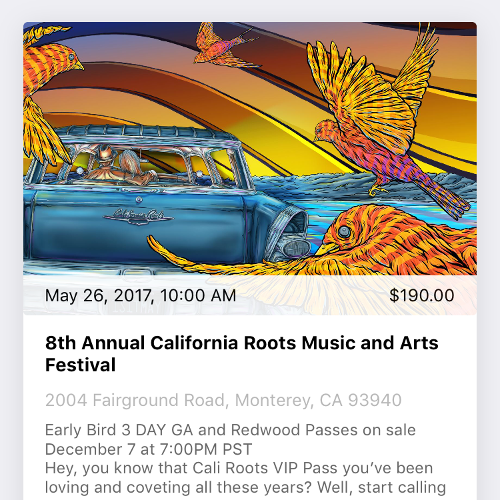 May 26, 2017, 10:00 AM $190.00
8th Annual California Roots Music and Arts
Festival
2004 Fairground Road, Monterey, CA 93940
Early Bird 3 DAY GA and Redwood Passes on sale
December 7 at 7:00PM PST
Hey, you know that Cali Roots VIP Pass you’ve been
loving and coveting all these years? Well, start calling